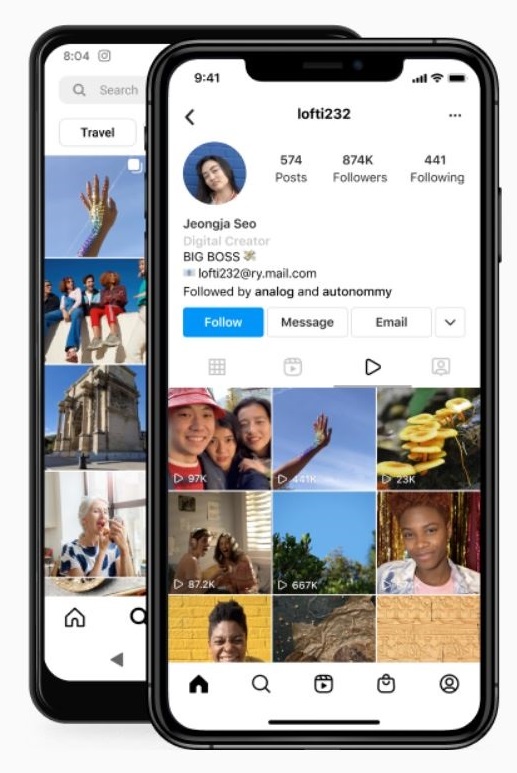 8:04
Search
Travel
9:41
lofti232
...
574 874K 441
Posts Followers Following
Jeongja Seo
Digital Creator
BIG BOSS 💸
📧 lofti232@ry.mail.com
Followed by analog and autonommy
Follow Message Email
97K 441K 23K
87.2K 667K